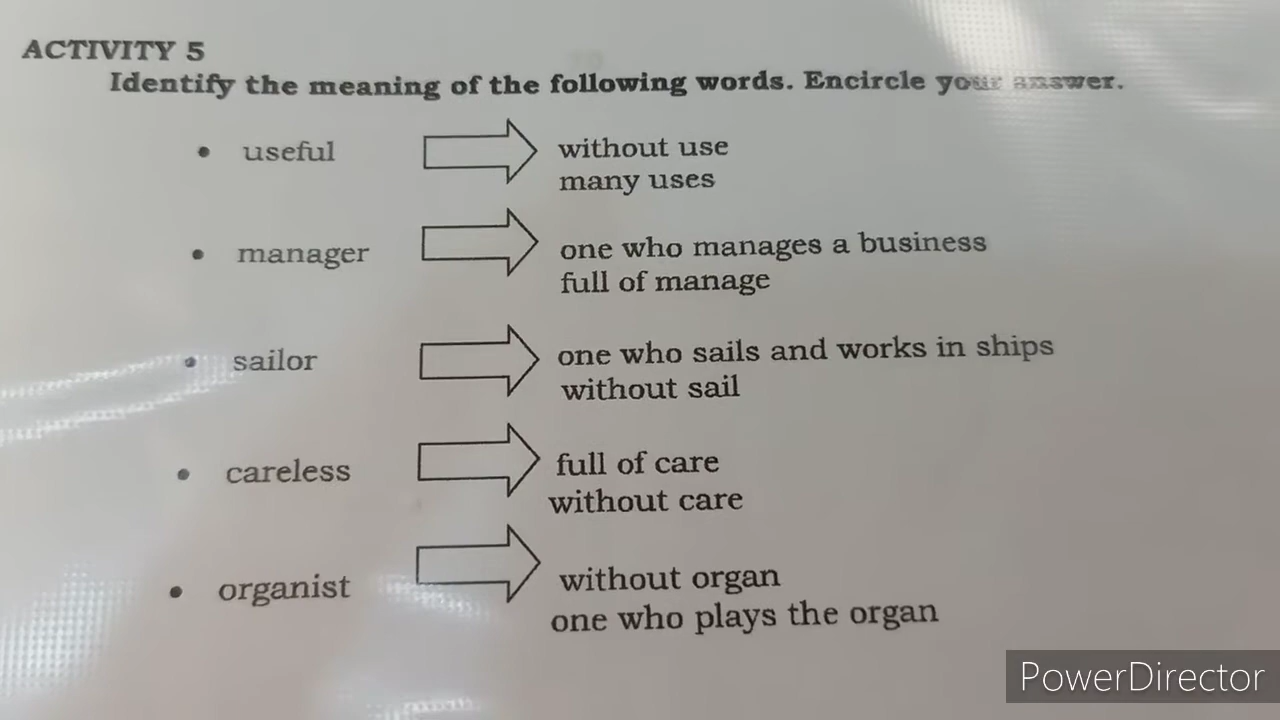 ACTIVITY 5
Identify the meaning of the following words. Encircle your answer.
• useful
without use
many uses
• manager
one who manages a business
full of manage
• sailor
one who sails and works in ships
without sail
• careless
full of care
without care
• organist
without organ
one who plays the organ
PowerDirector